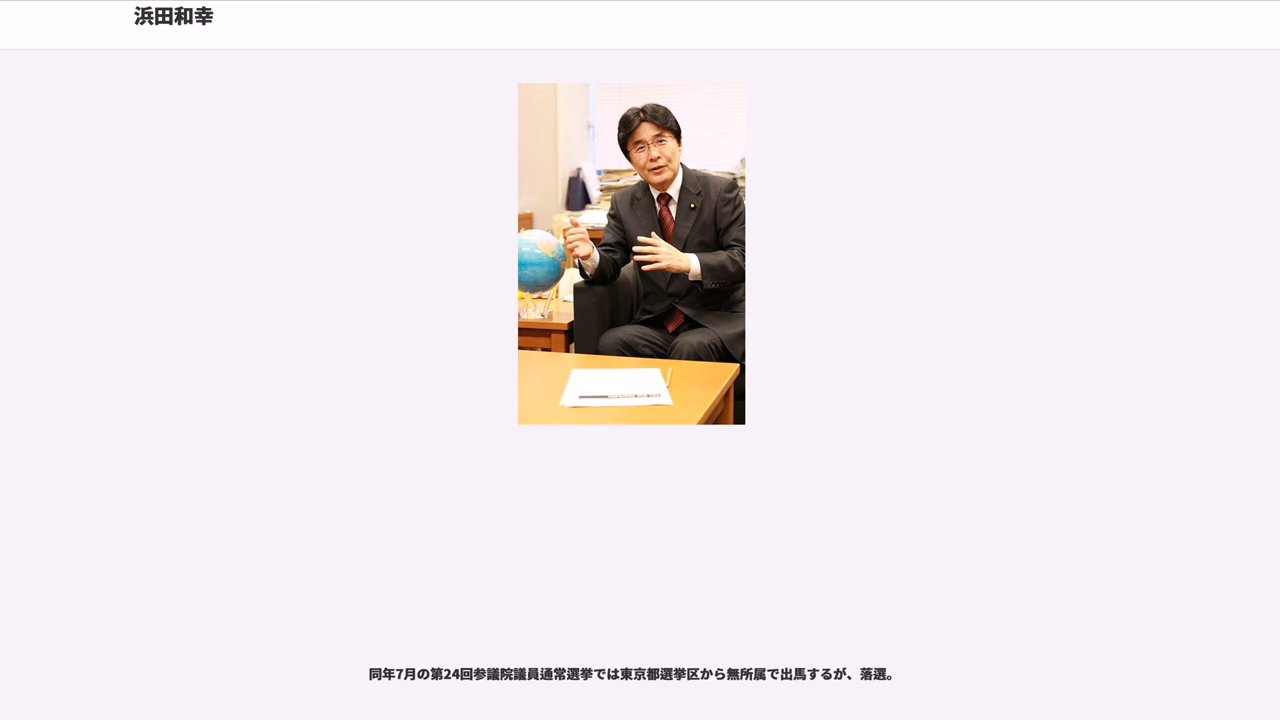 浜田和幸
同年7月の第24回参議院議員通常選挙では東京都選挙区から無所属で出馬するが、落選。